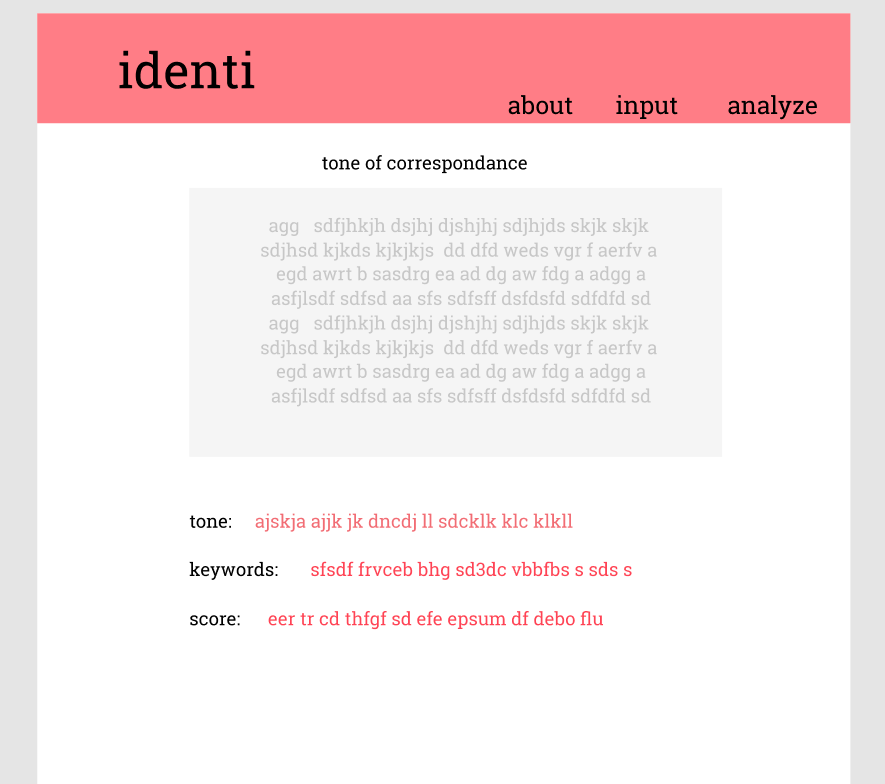 identi
about input analyze
tone of correspondance
agg sdfjhkjh dsjhj djshjhj sdjhjds skjk skjk
sdjhsd kjkds kjkjkjs dd dfd weds vgr f aerfv a
egd awrt b sasdrg ea ad dg aw fdg a adgg a
asfjlsdf sdfsd aa sfs sdfsff dsfdsfd sdfdfd sd
agg sdfjhkjh dsjhj djshjhj sdjhjds skjk skjk
sdjhsd kjkds kjkjkjs dd dfd weds vgr f aerfv a
egd awrt b sasdrg ea ad dg aw fdg a adgg a
asfjlsdf sdfsd aa sfs sdfsff dsfdsfd sdfdfd sd
tone: ajskja ajjk jk dncdj ll sdcklk klc klkll
keywords: sfsdf frvceb bhg sd3dc vbbfbs s sds s
score: eer tr cd thfgf sd efe epsum df debo flu